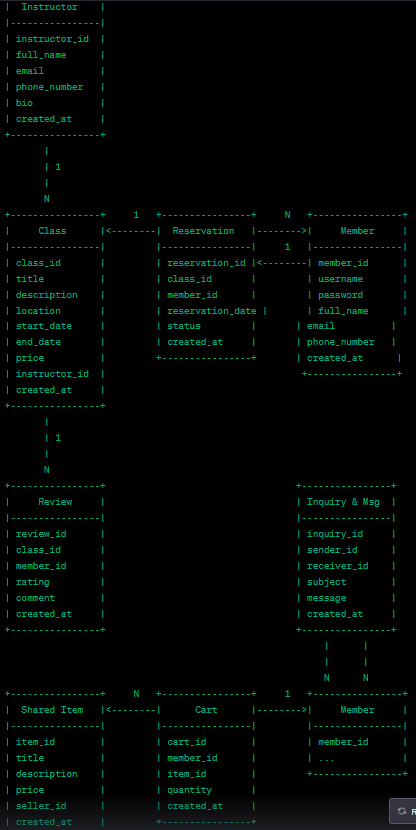 |  Instructor    |
|----------------|
| instructor_id  |
| full_name      |
| email          |
| phone_number   |
| bio            |
| created_at     |
+----------------+
       |
       | 1
       |
       N
+----------------+     1   +----------------+     N   +----------------+
|     Class      |<--------|  Reservation   |-------->|     Member     |
|----------------|         |----------------|     1   |----------------|
| class_id       |         | reservation_id |<--------| member_id      |
| title          |         | class_id       |         | username       |
| description    |         | member_id      |         | password       |
| location       |         | reservation_date |       | full_name      |
| start_date     |         | status         |       | email          |
| end_date       |         | created_at     |       | phone_number   |
| price          |         +----------------+       | created_at      |
| instructor_id  |                                   +----------------+
| created_at     |
+----------------+
       |
       | 1
       |
       N
+----------------+                                  +----------------+
|     Review     |                                  | Inquiry & Msg  |
|----------------|                                  |----------------|
| review_id      |                                  | inquiry_id     |
| class_id       |                                  | sender_id      |
| member_id      |                                  | receiver_id    |
| rating         |                                  | subject        |
| comment        |                                  | message        |
| created_at     |                                  | created_at     |
+----------------+                                  +----------------+
                                                         |      |
                                                         |      |
                                                         N      N
+----------------+     N   +----------------+     1   +----------------+
|  Shared Item   |<--------|      Cart      |-------->|     Member     |
|----------------|         |----------------|         |----------------|
| item_id        |         | cart_id        |         | member_id      |
| title          |         | member_id      |         | ...            |
| description    |         | item_id        |         +----------------+
| price          |         | quantity       |
| seller_id      |         | created_at     |
| created_at     |         +----------------+